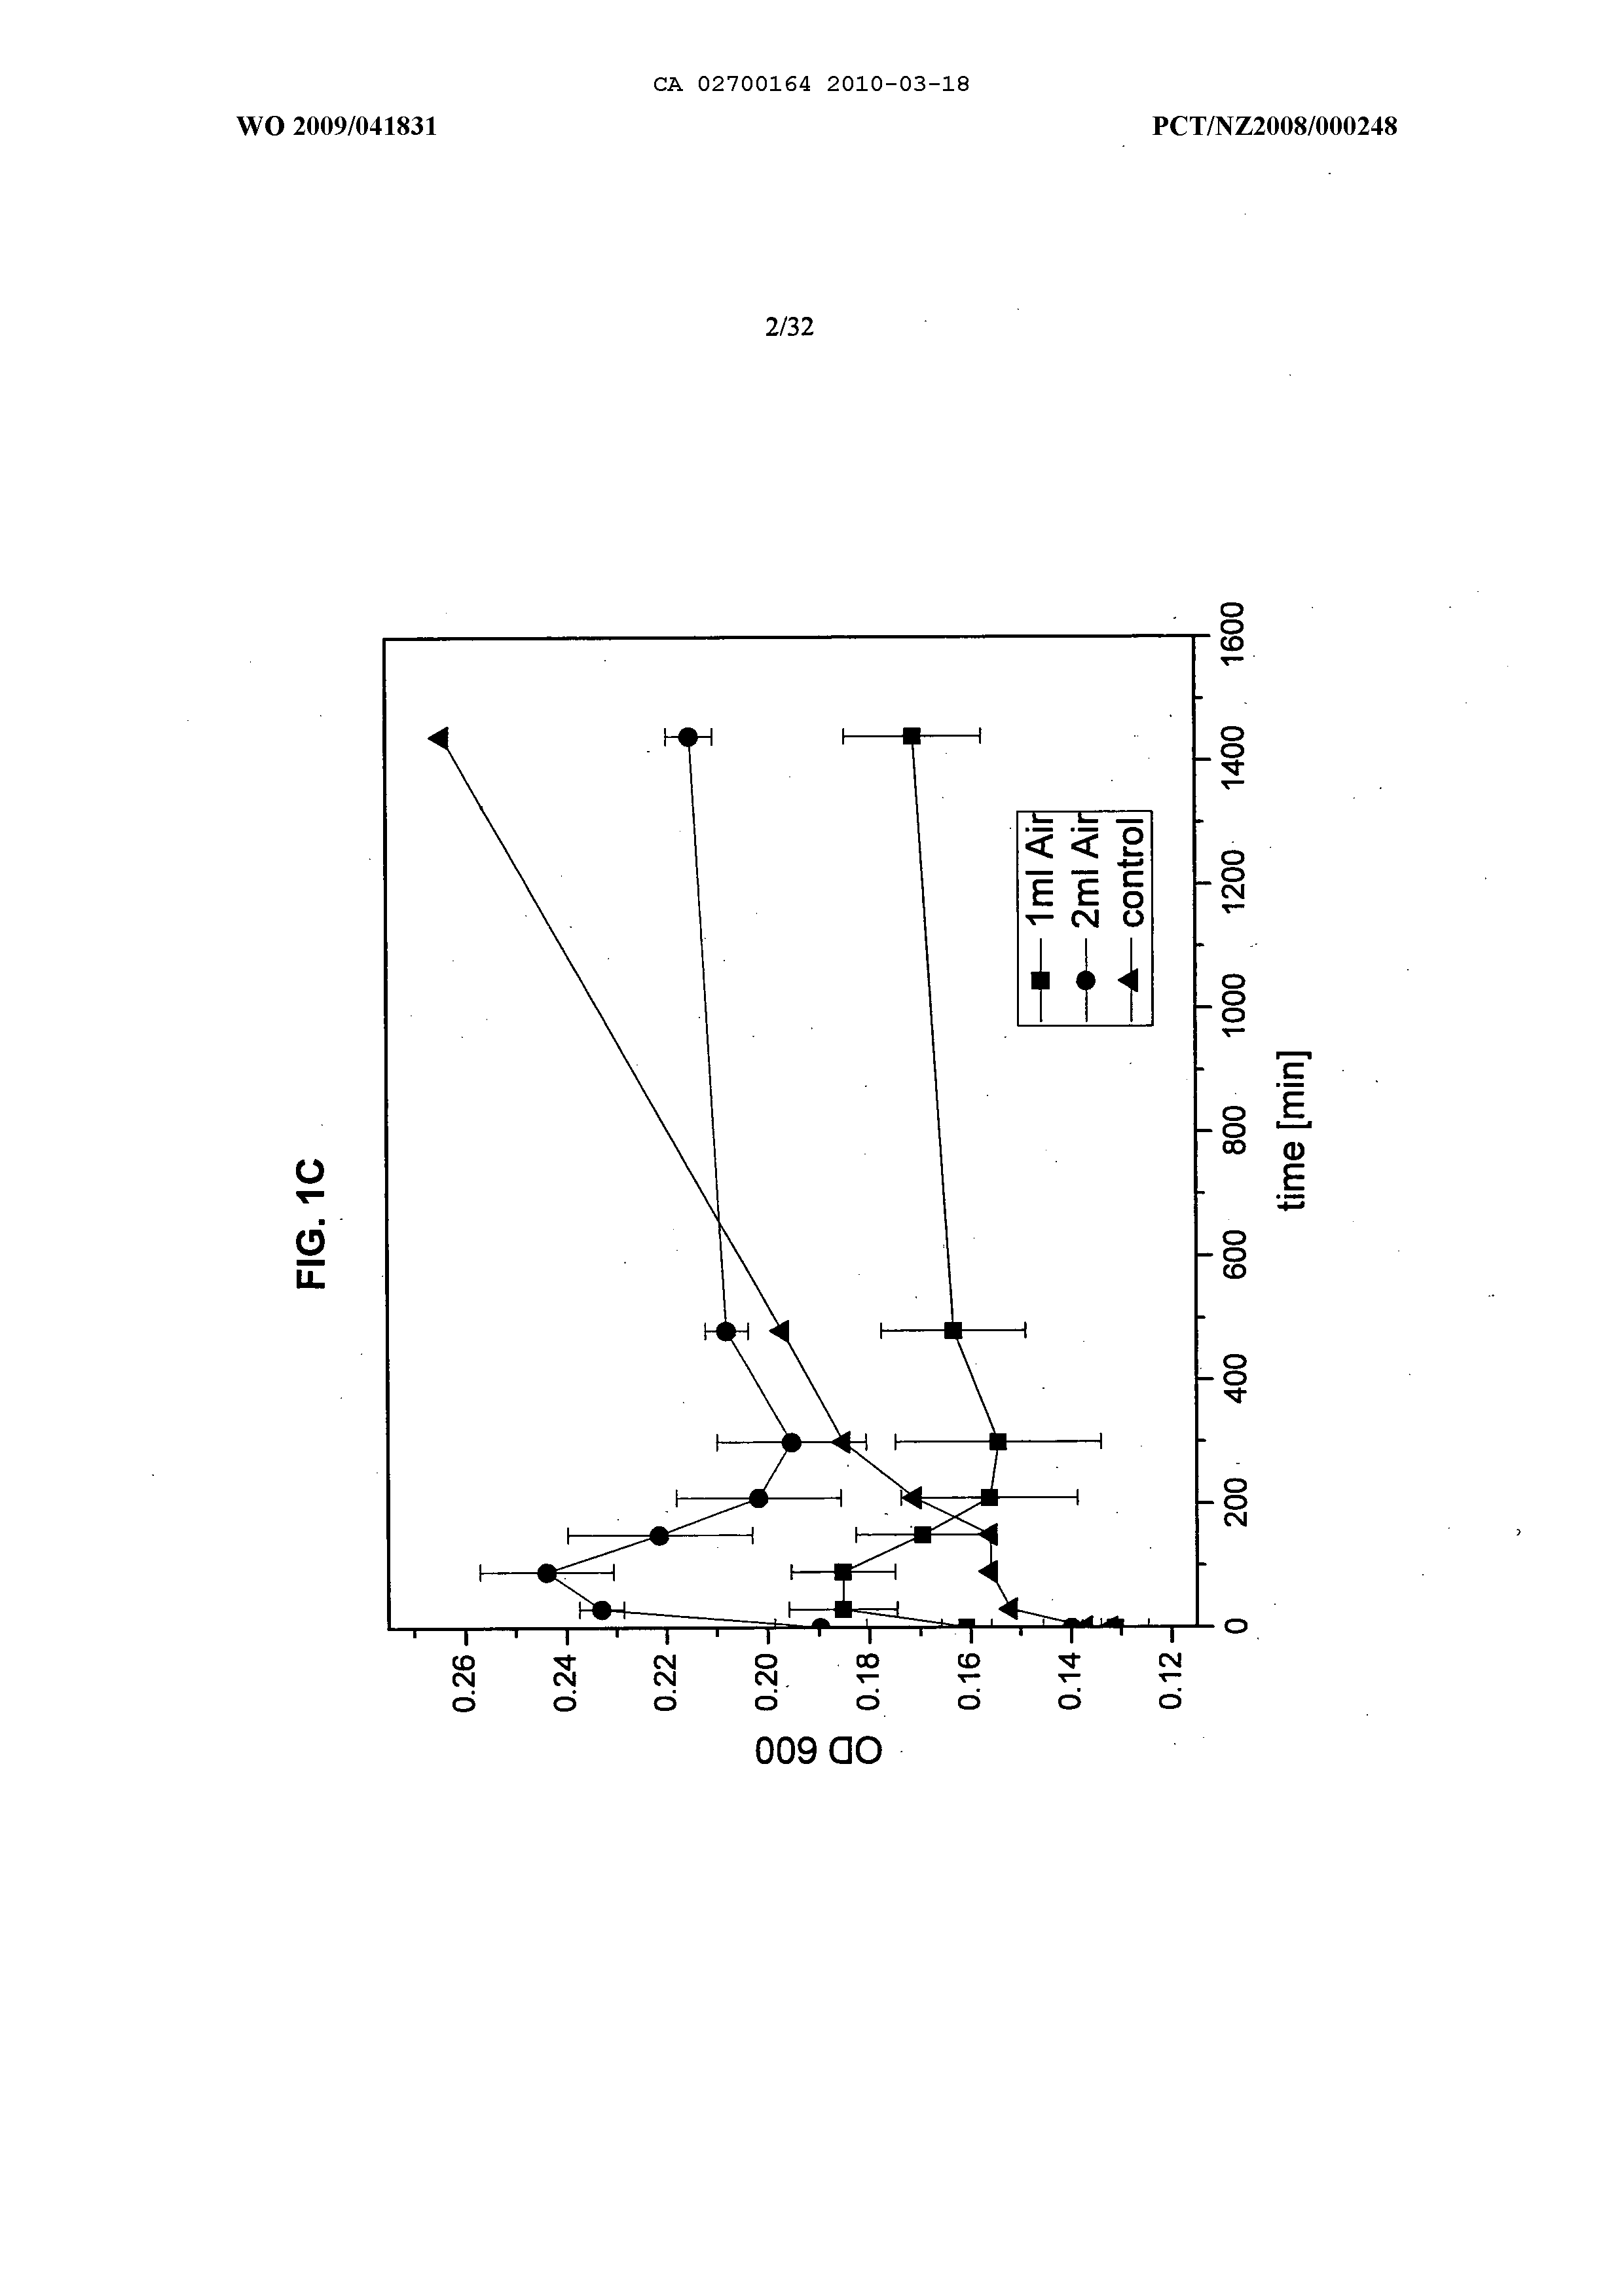 CA 02700164 2010-03-18
WO 2009/041831
PCT/NZ2008/000248
2/32
FIG. 1C
OD 600
0.26
0.24
0.22
0.20
0.18
0.16
0.14
0.12
0
200
400
600
800
1000
1200
1400
1600
time [min]
1ml Air
2ml Air
control